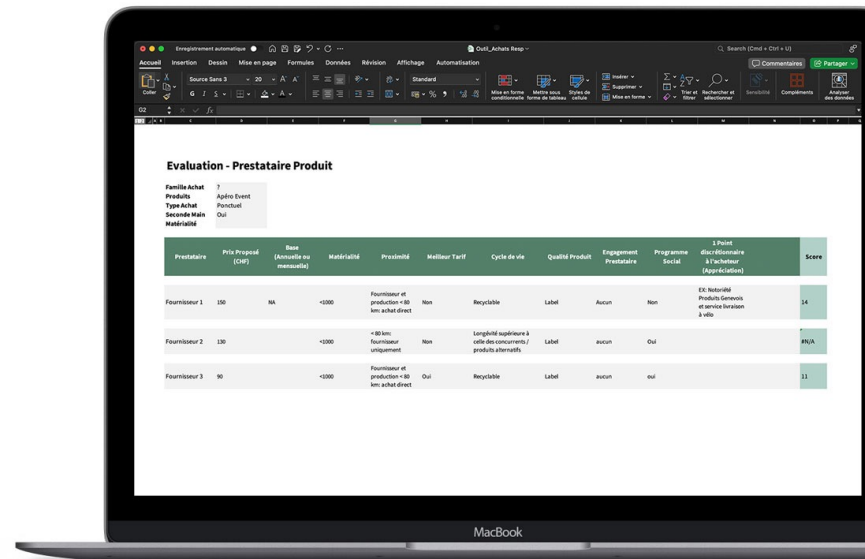 Enregistrement automatique
Outil_Achats Resp
Search (Cmd + Ctrl + U)
Accueil Insertion Dessin Mise en page Formules Données Révision Affichage Automatisation
Commentaires Partager
Coller
Source Sans 3 20
G I S
Standard
Mise en forme conditionnelle
Mettre sous forme de tableau
Styles de cellule
Insérer
Supprimer
Mise en forme
Trier et filtrer
Rechercher et sélectionner
Sensibilité
Compléments
Analyser des données
G2 fx
Evaluation - Prestataire Produit
Famille Achat ?
Produits Apéro Event
Type Achat Ponctuel
Seconde Main Oui
Matérialité
Prestataire
Prix Proposé
(CHF)
Base
(Annuelle ou
mensuelle)
Matérialité
Proximité
Meilleur Tarif
Cycle de vie
Qualité Produit
Engagement
Prestataire
Programme
Social
1 Point
discrétionnaire
à l'acheteur
(Appréciation)
Score
Fournisseur 1
150
NA
<1000
Fournisseur et
production < 80
km: achat direct
Non
Recyclable
Label
Aucun
Non
EX: Notoriété
Produits Genevois
et service livraison
à vélo
14
Fournisseur 2
130
<1000
< 80 km:
fournisseur
uniquement
Non
Longévité supérieure à
celle des concurrents /
produits alternatifs
Label
aucun
Oui
#N/A
Fournisseur 3
90
<1000
Fournisseur et
production < 80
km: achat direct
Oui
Recyclable
Label
aucun
oui
11
MacBook